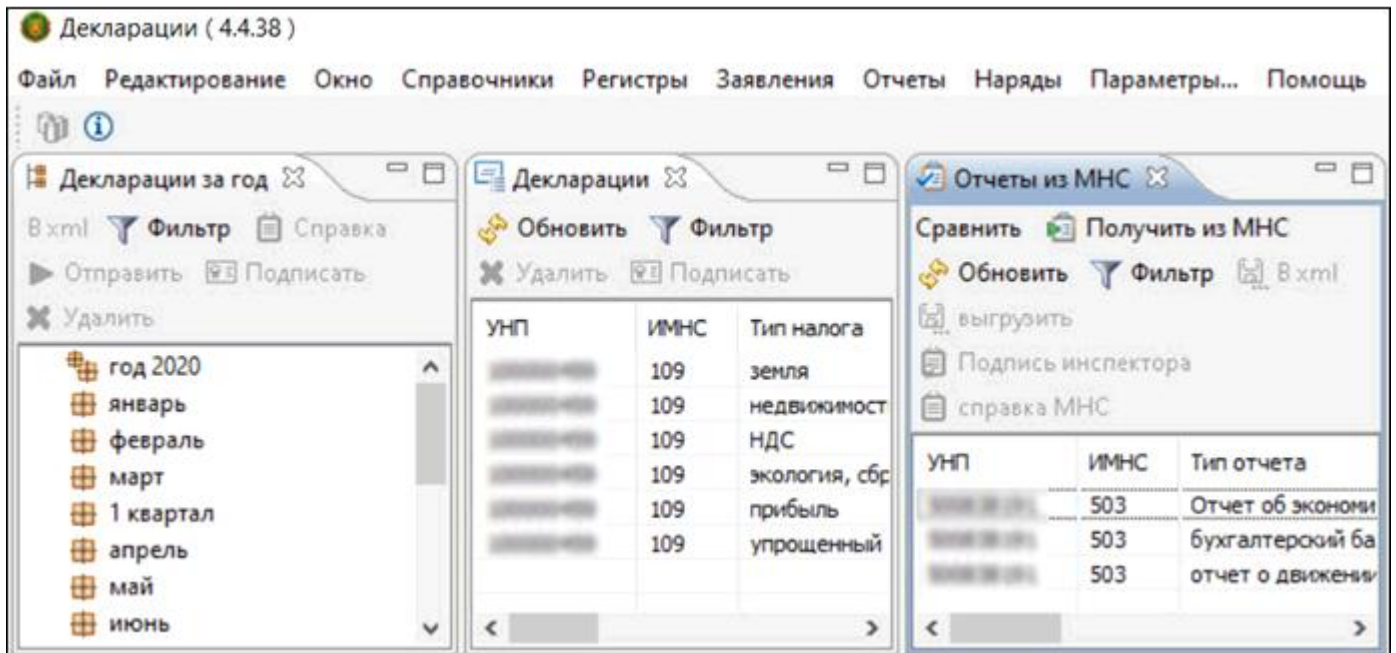 Декларации ( 4.4.38 )
Файл Редактирование Окно Справочники Регистры Заявления Отчеты Наряды Параметры... Помощь
Декларации за год
В xml Фильтр Справка
Отправить Подписать
Удалить
год 2020
январь
февраль
март
1 квартал
апрель
май
июнь
Декларации
Обновить Фильтр
Удалить Подписать
УНП ИМНС Тип налога
109 земля
109 недвижимост
109 НДС
109 экология, сбр
109 прибыль
109 упрощенный
Отчеты из МНС
Сравнить Получить из МНС
Обновить Фильтр В xml
выгрузить
Подпись инспектора
справка МНС
УНП ИМНС Тип отчета
503 Отчет об экономи
503 бухгалтерский ба
503 отчет о движении